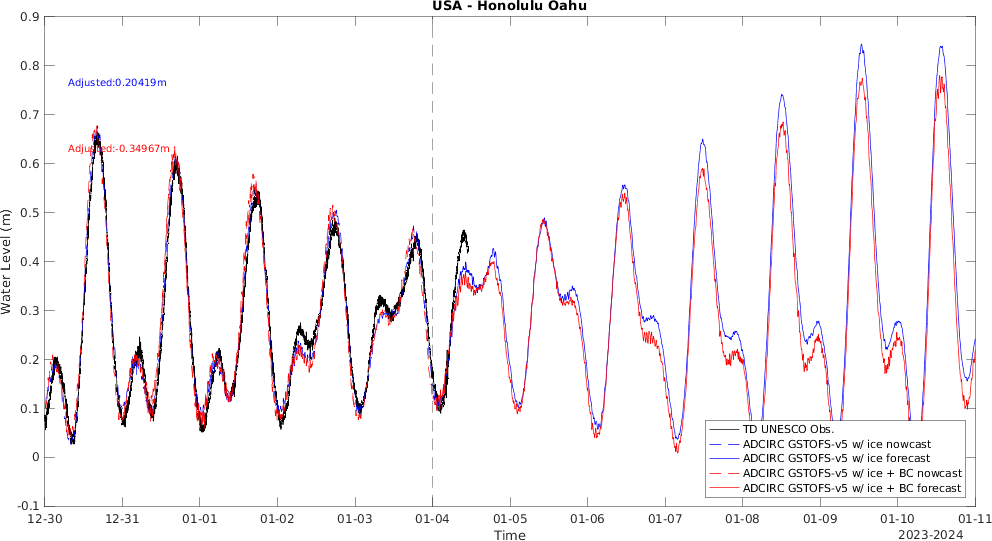 USA - Honolulu Oahu
0.9
0.8
Adjusted:0.20419m
0.7
Adjusted:-0.34967m
0.6
0.5
Water Level (m)
0.4
0.3
0.2
0.1
TD UNESCO Obs.
ADCIRC GSTOFS-v5 w/ ice nowcast
0
ADCIRC GSTOFS-v5 w/ ice forecast
ADCIRC GSTOFS-v5 w/ ice + BC nowcast
ADCIRC GSTOFS-v5 w/ ice + BC forecast
-0.1
12-30 12-31 01-01 01-02 01-03 01-04 01-05 01-06 01-07 01-08 01-09 01-10 01-11
Time
2023-2024